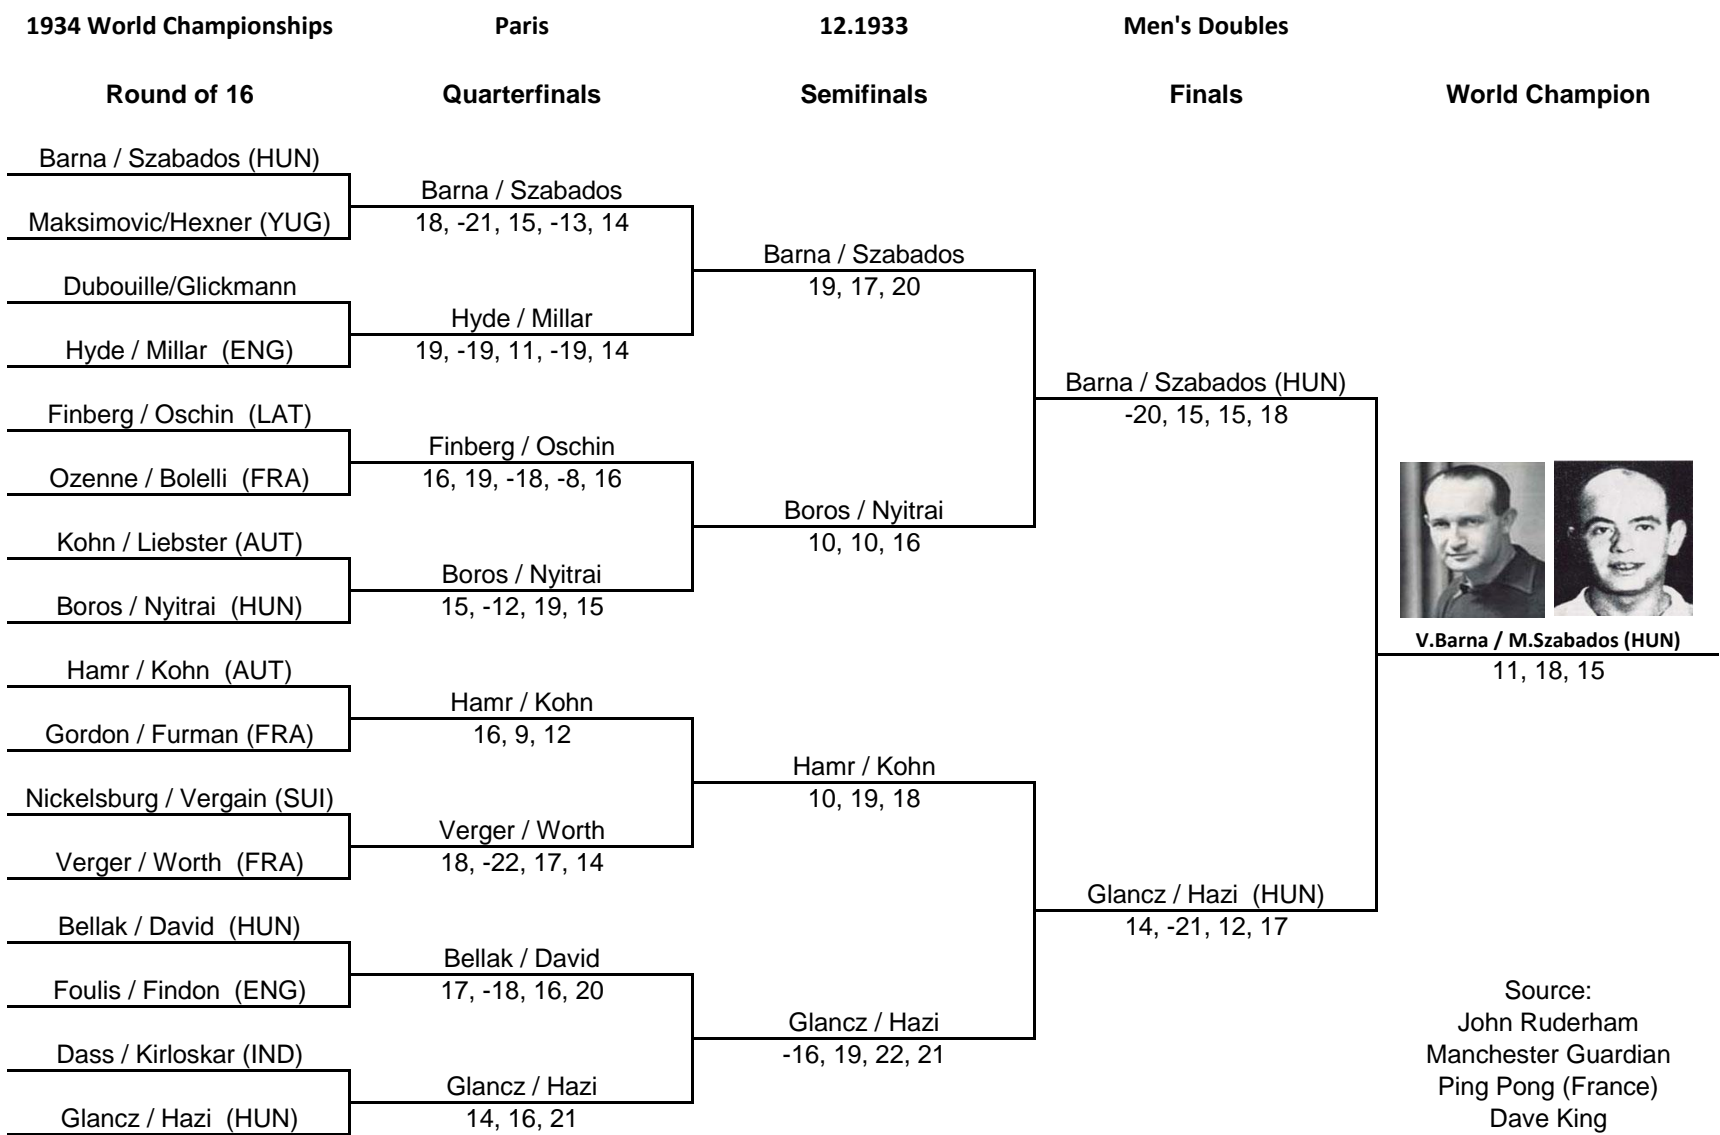 1934 World Championships Paris 12.1933 Men's Doubles
Round of 16 Quarterfinals Semifinals Finals World Champion
Barna / Szabados (HUN)
Barna / Szabados
Maksimovic/Hexner (YUG) 18, -21, 15, -13, 14
Barna / Szabados
Dubouille/Glickmann 19, 17, 20
Hyde / Millar
Hyde / Millar (ENG) 19, -19, 11, -19, 14
Barna / Szabados (HUN)
Finberg / Oschin (LAT) -20, 15, 15, 18
Finberg / Oschin
Ozenne / Bolelli (FRA) 16, 19, -18, -8, 16
Boros / Nyitrai
Kohn / Liebster (AUT) 10, 10, 16
Boros / Nyitrai
Boros / Nyitrai (HUN) 15, -12, 19, 15
V.Barna / M.Szabados (HUN)
Hamr / Kohn (AUT) 11, 18, 15
Hamr / Kohn
Gordon / Furman (FRA) 16, 9, 12
Hamr / Kohn
Nickelsburg / Vergain (SUI) 10, 19, 18
Verger / Worth
Verger / Worth (FRA) 18, -22, 17, 14
Glancz / Hazi (HUN)
Bellak / David (HUN) 14, -21, 12, 17
Bellak / David
Foulis / Findon (ENG) 17, -18, 16, 20 Source:
Glancz / Hazi John Ruderham
Dass / Kirloskar (IND) -16, 19, 22, 21 Manchester Guardian
Glancz / Hazi Ping Pong (France)
Glancz / Hazi (HUN) 14, 16, 21 Dave King